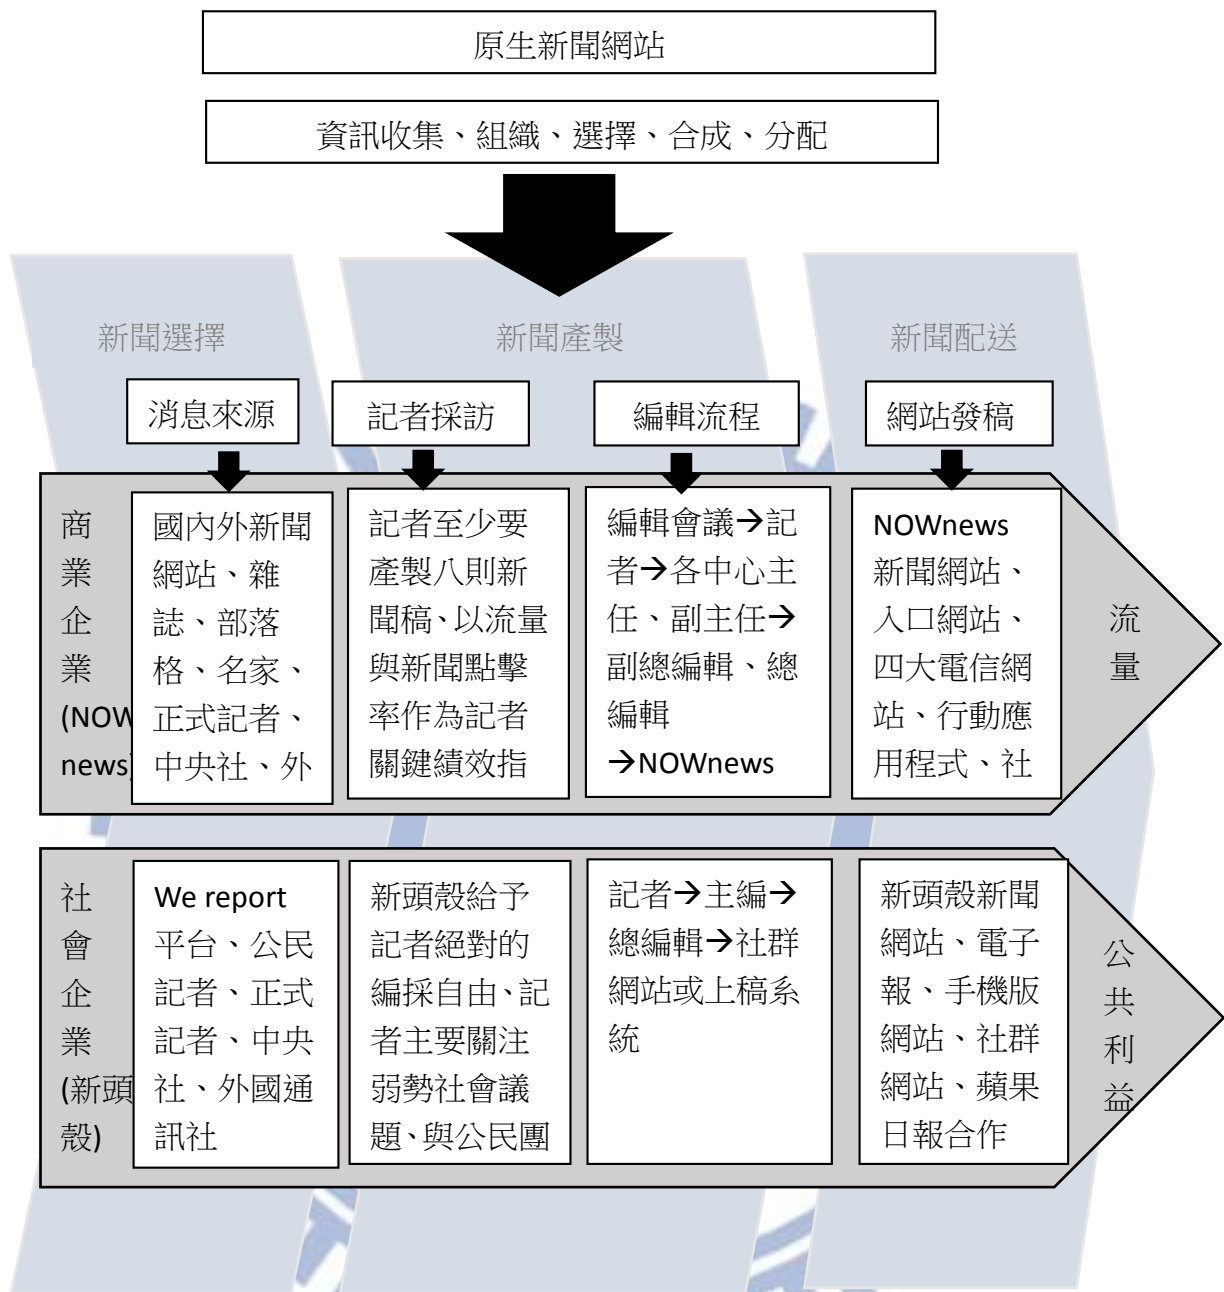 原生新聞網站
資訊收集、組織、選擇、合成、分配
新聞選擇
新聞產製
新聞配送
消息來源
記者採訪
編輯流程
網站發稿
商
業
企
業
(NOW
news)
國內外新聞
網站、雜
誌、部落
格、名家、
正式記者、
中央社、外
記者至少要
產製八則新
聞稿、以流量
與新聞點擊
率作為記者
關鍵績效指
編輯會議→記
者→各中心主
任、副主任→
副總編輯、總
編輯
→NOWnews
NOWnews
新聞網站、
入口網站、
四大電信網
站、行動應
用程式、社
流
量
社
會
企
業
(新頭
殼)
We report
平台、公民
記者、正式
記者、中央
社、外國通
訊社
新頭殼給予
記者絕對的
編採自由、記
者主要關注
弱勢社會議
題、與公民團
記者→主編→
總編輯→社群
網站或上稿系
統
新頭殼新聞
網站、電子
報、手機版
網站、社群
網站、蘋果
日報合作
公
共
利
益